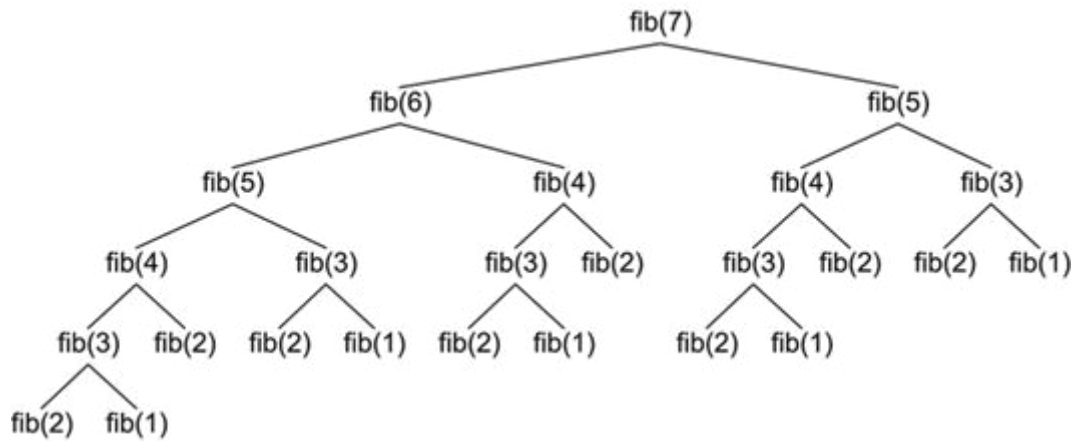 fib(7)
fib(6) fib(5)
fib(5) fib(4) fib(4) fib(3)
fib(4) fib(3) fib(3) fib(2) fib(3) fib(2) fib(2) fib(1)
fib(3) fib(2) fib(2) fib(1) fib(2) fib(1) fib(2) fib(1)
fib(2) fib(1)